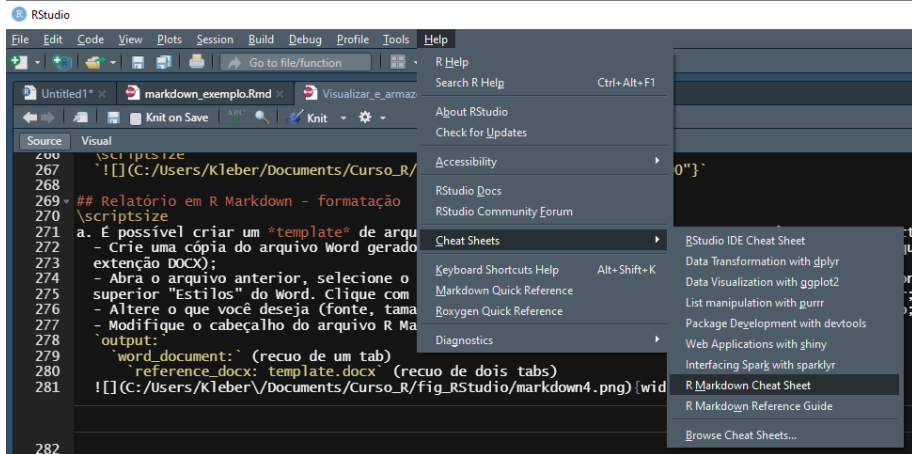 RStudio
File Edit Code View Plots Session Build Debug Profile Tools Help
Go to file/function
Untitled1* × markdown_exemplo.Rmd × Visualizar_e_armaz
Knit on Save ABC Knit
Source Visual
266 \scriptsize
267 `![](C:/Users/Kleber/Documents/Curso_R/ 0"}`
268
269 ## Relatório em R Markdown - formatação
270 \scriptsize
271 a. É possível criar um *template* de arqu
272 - Crie uma cópia do arquivo Word gerado
273 extenção DOCX);
274 - Abra o arquivo anterior, selecione o
275 superior "Estilos" do Word. Clique com
276 - Altere o que você deseja (fonte, tama
277 - Modifique o cabeçalho do arquivo R Ma
278 `output:`
279 `word_document:` (recuo de um tab)
280 `reference_docx: template.docx` (recuo de dois tabs)
281 ![](C:/Users/Kleber\/Documents/Curso_R/fig_RStudio/markdown4.png){wid
282
R Help
Search R Help Ctrl+Alt+F1
About RStudio
Check for Updates
Accessibility
RStudio Docs
RStudio Community Forum
Cheat Sheets
Keyboard Shortcuts Help Alt+Shift+K
Markdown Quick Reference
Roxygen Quick Reference
Diagnostics
RStudio IDE Cheat Sheet
Data Transformation with dplyr
Data Visualization with ggplot2
List manipulation with purrr
Package Development with devtools
Web Applications with shiny
Interfacing Spark with sparklyr
R Markdown Cheat Sheet
R Markdown Reference Guide
Browse Cheat Sheets...